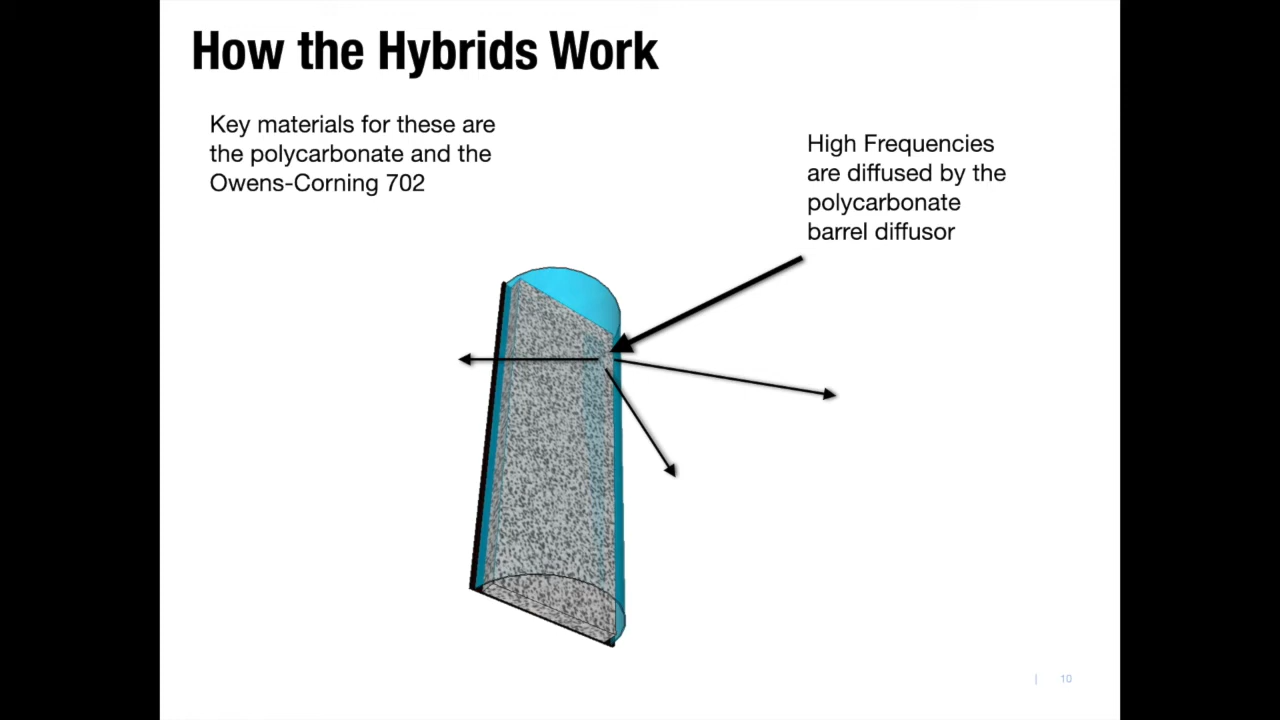 How the Hybrids Work
Key materials for these are
the polycarbonate and the
Owens-Corning 702
High Frequencies
are diffused by the
polycarbonate
barrel diffusor
| 10